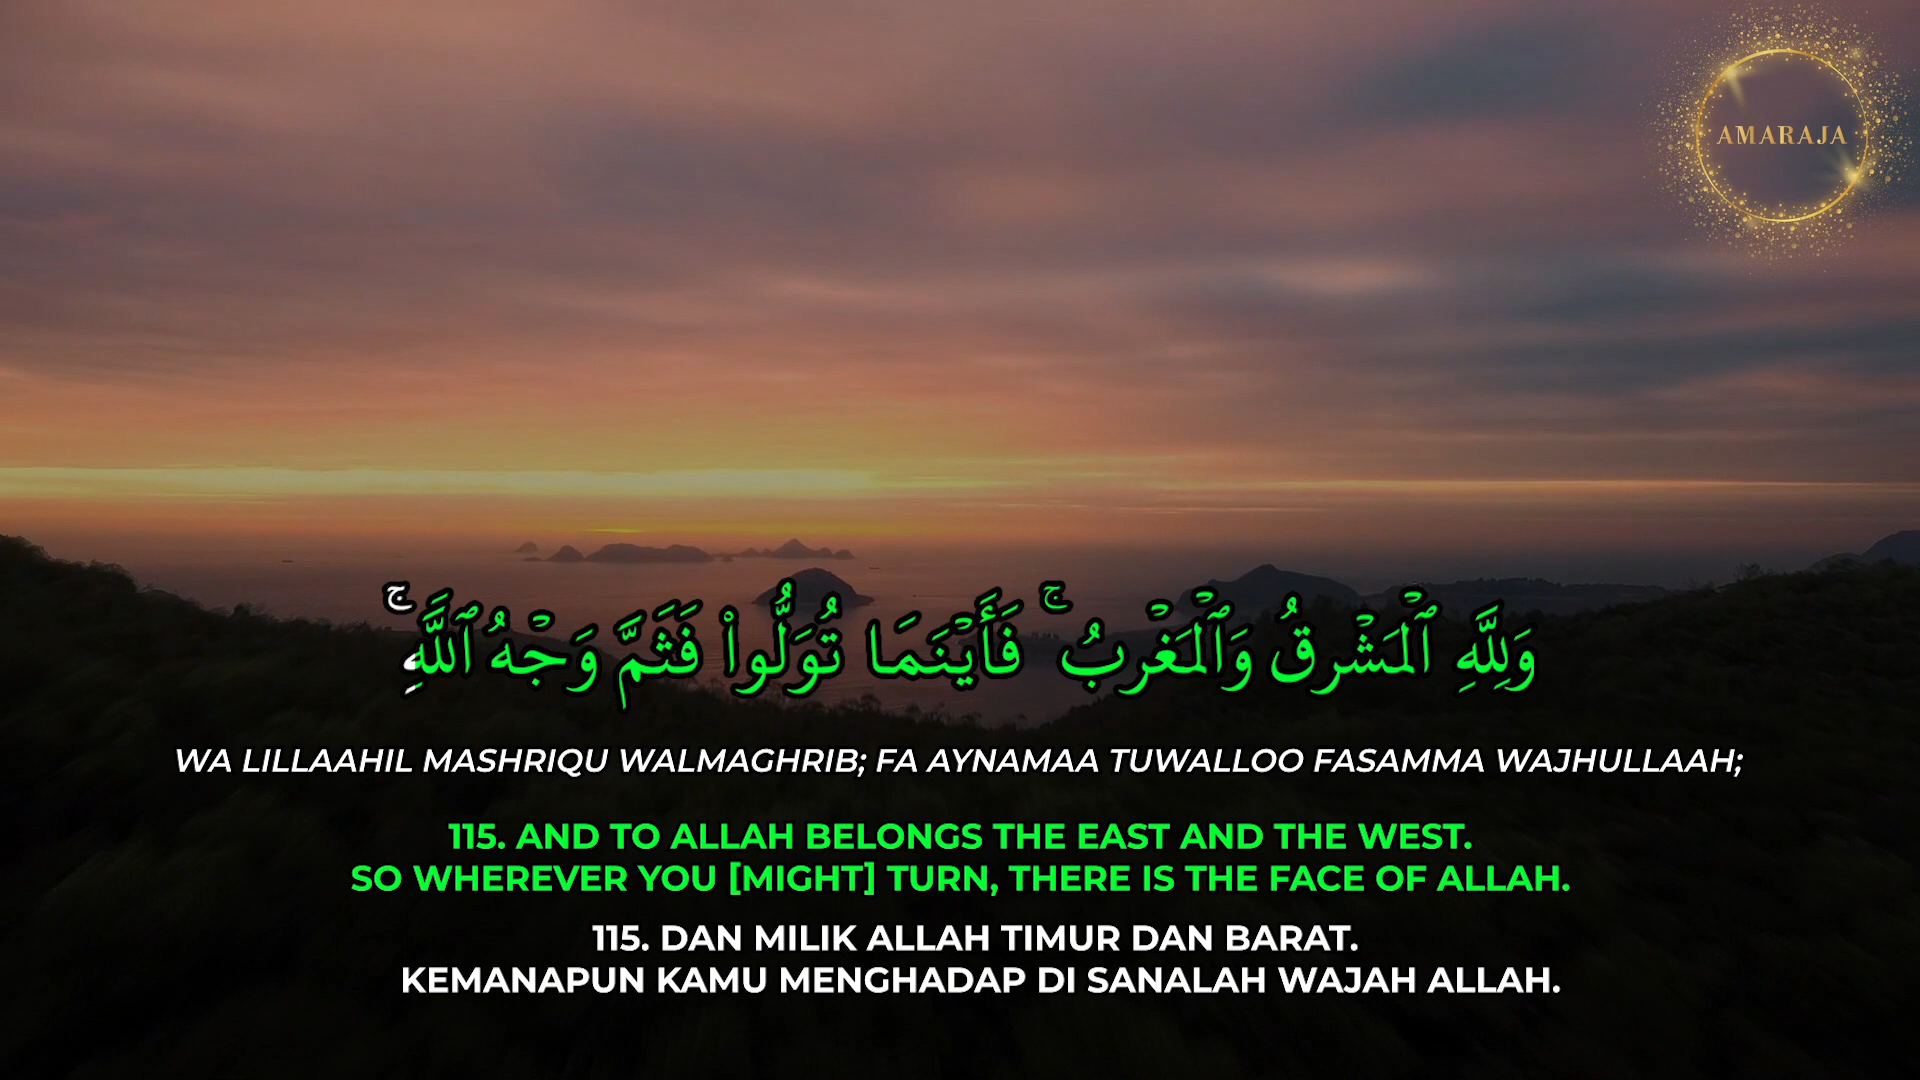 AMARAJA
وَلِلَّهِ ٱلْمَشْرِقُ وَٱلْمَغْرِبُ ۚ فَأَيْنَمَا تُوَلُّوا۟ فَثَمَّ وَجْهُ ٱللَّهِ ۚ
WA LILLAAHIL MASHRIQU WALMAGHRIB; FA AYNAMAA TUWALLOO FASAMMA WAJHULLAAH;
115. AND TO ALLAH BELONGS THE EAST AND THE WEST.
SO WHEREVER YOU [MIGHT] TURN, THERE IS THE FACE OF ALLAH.
115. DAN MILIK ALLAH TIMUR DAN BARAT.
KEMANAPUN KAMU MENGHADAP DI SANALAH WAJAH ALLAH.